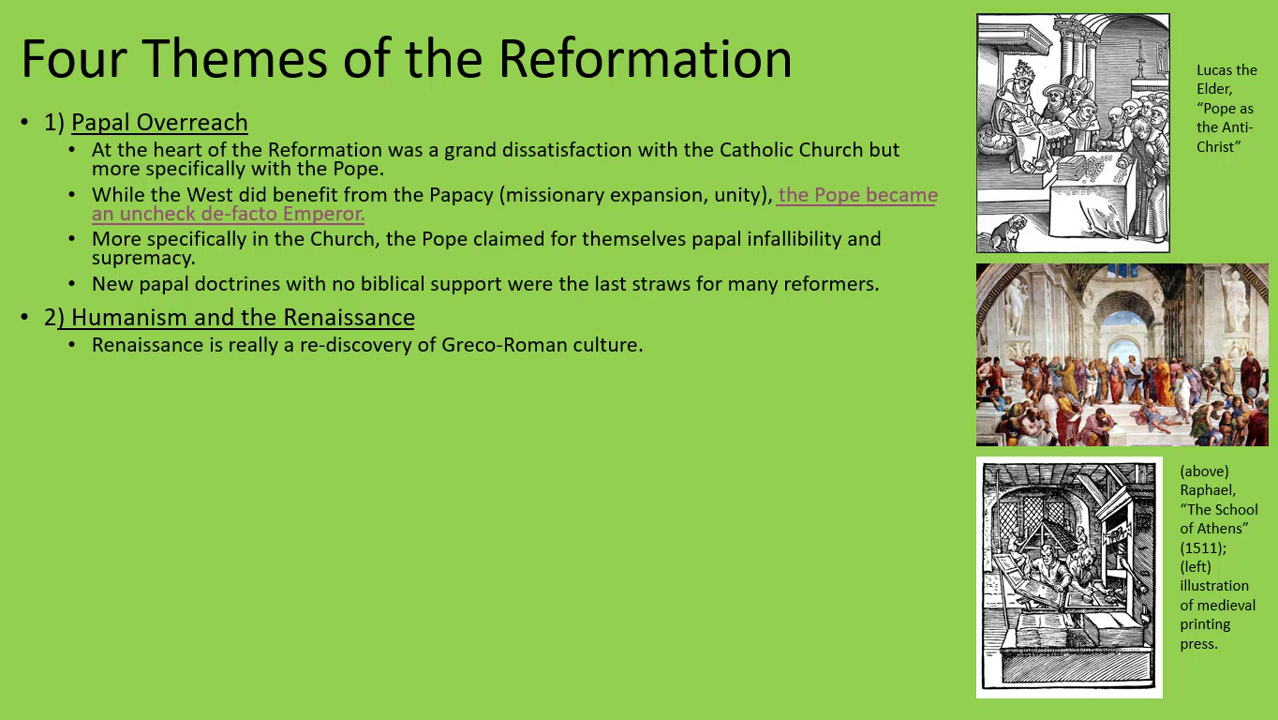 Four Themes of the Reformation
• 1) Papal Overreach
• At the heart of the Reformation was a grand dissatisfaction with the Catholic Church but
more specifically with the Pope.
• While the West did benefit from the Papacy (missionary expansion, unity), the Pope became
an uncheck de-facto Emperor.
• More specifically in the Church, the Pope claimed for themselves papal infallibility and
supremacy.
• New papal doctrines with no biblical support were the last straws for many reformers.
• 2) Humanism and the Renaissance
• Renaissance is really a re-discovery of Greco-Roman culture.
Lucas the
Elder,
“Pope as
the Anti-
Christ”
(above)
Raphael,
“The School
of Athens”
(1511);
(left)
illustration
of medieval
printing
press.